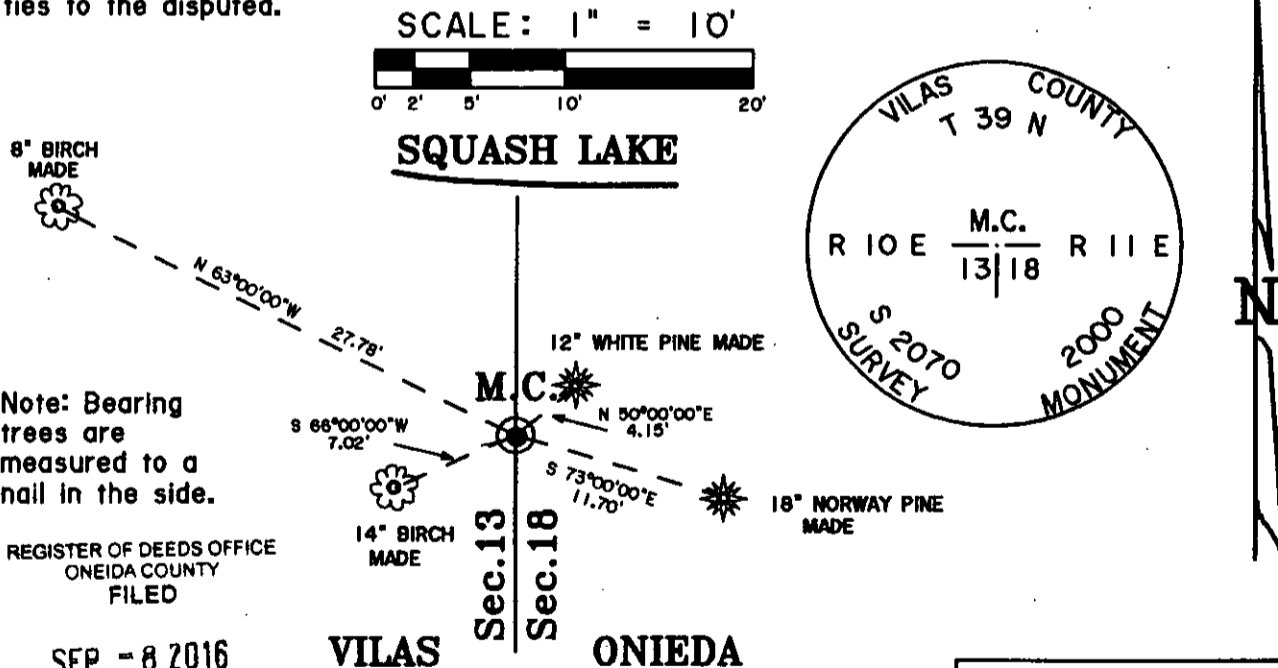 ties to the disputed.
SCALE: 1" = 10'
0' 2' 5' 10' 20'
SQUASH LAKE
8" BIRCH
MADE
N 63°00'00"W 27.78'
12" WHITE PINE MADE
M.C.
N 50°00'00"E
4.15'
S 66°00'00"W
7.02'
S 73°00'00"E
11.70'
Note: Bearing
trees are
measured to a
nail in the side.
14" BIRCH
MADE
18" NORWAY PINE
MADE
Sec.13
Sec.18
REGISTER OF DEEDS OFFICE
ONEIDA COUNTY
FILED
SEP - 8 2016
VILAS ONIEDA
VILAS COUNTY
T 39 N
R 10 E M.C. R 11 E
13 18
S 2070 2000
SURVEY MONUMENT
N